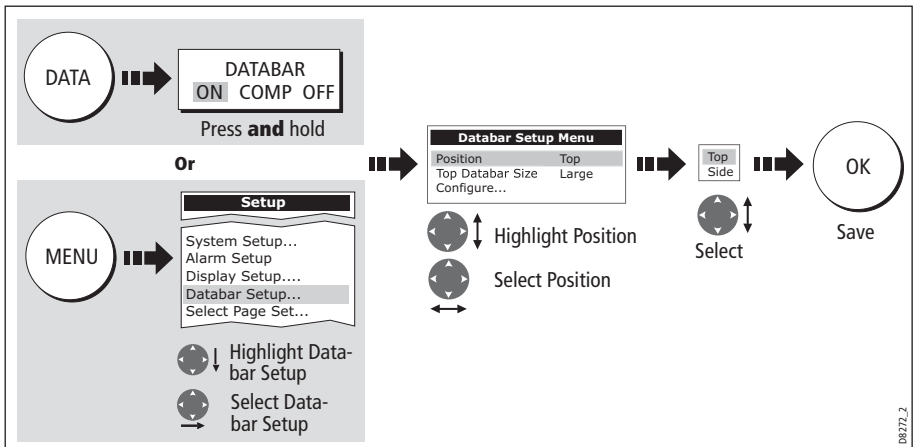 DATA
DATABAR
ON COMP OFF
Press and hold
Or
MENU
Setup
System Setup...
Alarm Setup
Display Setup....
Databar Setup...
Select Page Set...
Highlight Data-
bar Setup
Select Data-
bar Setup
Databar Setup Menu
Position Top
Top Databar Size Large
Configure...
Highlight Position
Select Position
Top
Side
Select
OK
Save
D8272_2